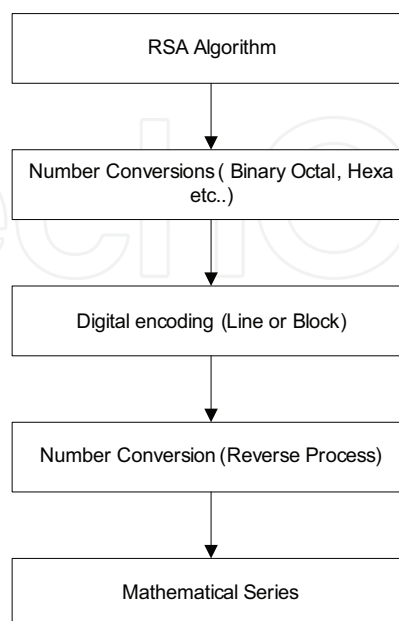 RSA Algorithm
Number Conversions ( Binary Octal, Hexa
etc..)
Digital encoding (Line or Block)
Number Conversion (Reverse Process)
Mathematical Series